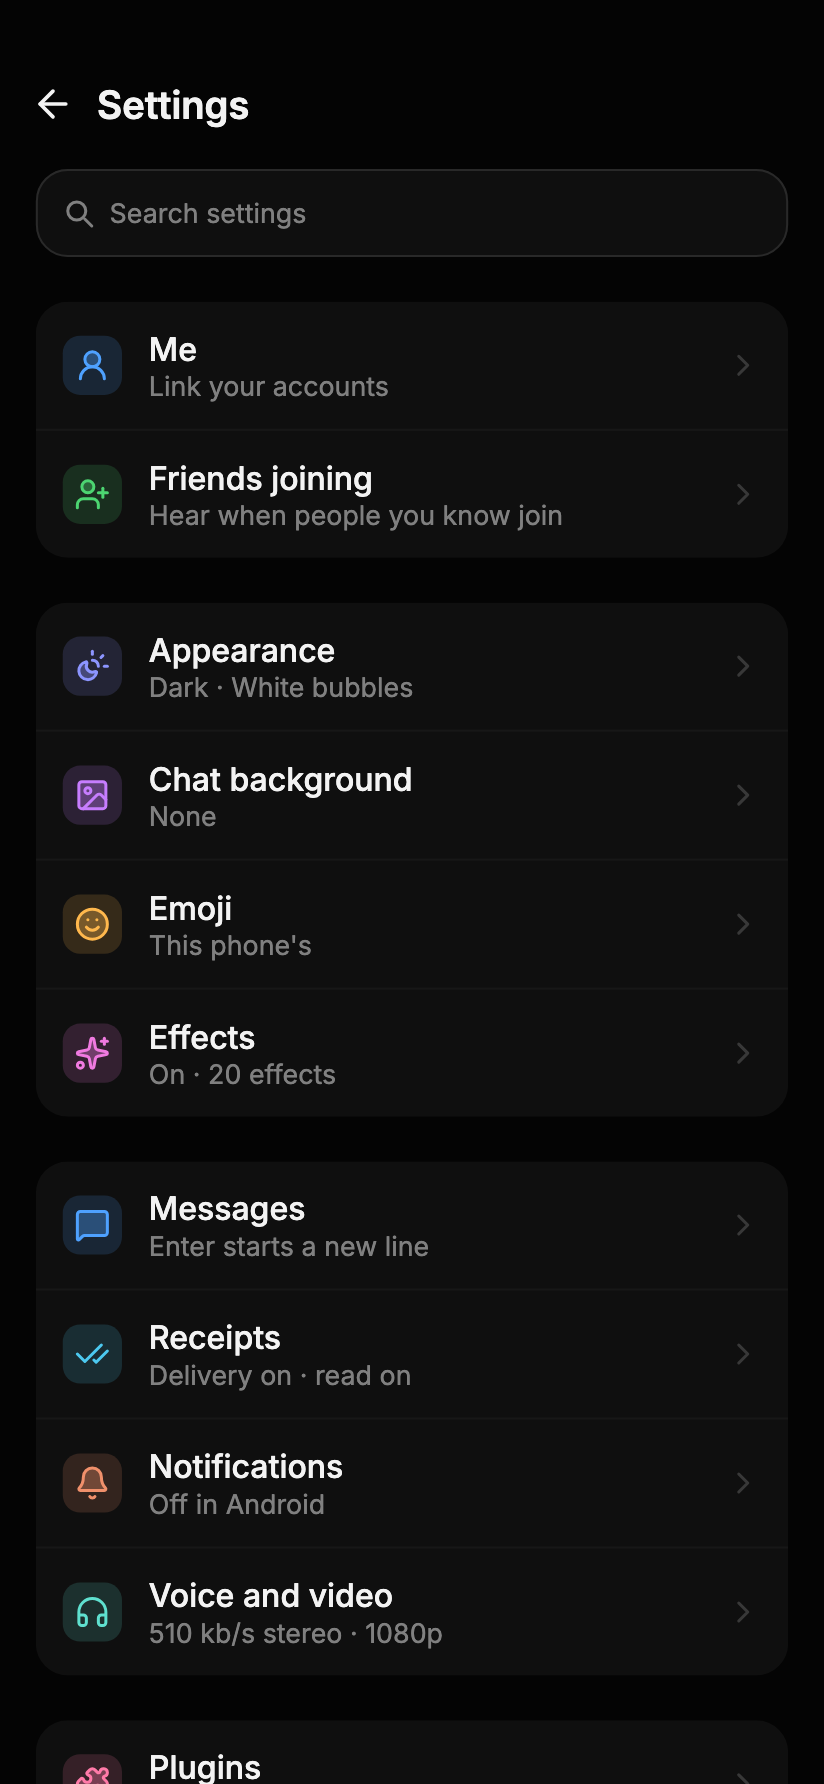 Settings
Search settings
Me
Link your accounts
Friends joining
Hear when people you know join
Appearance
Dark · White bubbles
Chat background
None
Emoji
This phone's
Effects
On · 20 effects
Messages
Enter starts a new line
Receipts
Delivery on · read on
Notifications
Off in Android
Voice and video
510 kb/s stereo · 1080p
Plugins